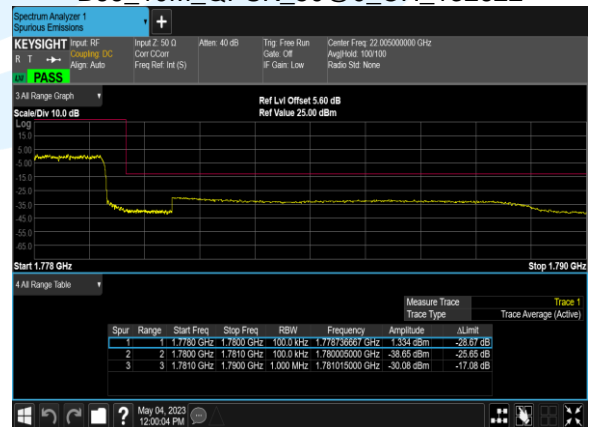 Spectrum Analyzer 1
Spurious Emissions
+
KEYSIGHT Input: RF
R T Coupling: DC
Align: Auto
LV PASS
Input Z: 50 Ω
Corr CCorr
Freq Ref: Int (S)
Atten: 40 dB
Trig: Free Run
Gate: Off
IF Gain: Low
Center Freq: 22.005000000 GHz
Avg|Hold: 100/100
Radio Std: None
3 All Range Graph
Scale/Div 10.0 dB
Ref Lvl Offset 5.60 dB
Ref Value 25.00 dBm
Log
15.0
5.00
-5.00
-15.0
-25.0
-35.0
-45.0
-55.0
-65.0
Start 1.778 GHz
Stop 1.790 GHz
4 All Range Table
Measure Trace Trace 1
Trace Type Trace Average (Active)
Spur Range Start Freq Stop Freq RBW Frequency Amplitude ΔLimit
1 1 1.7780 GHz 1.7800 GHz 100.0 kHz 1.778736667 GHz 1.334 dBm -28.67 dB
2 2 1.7800 GHz 1.7810 GHz 100.0 kHz 1.780005000 GHz -38.65 dBm -25.65 dB
3 3 1.7810 GHz 1.7900 GHz 1.000 MHz 1.781015000 GHz -30.08 dBm -17.08 dB
? May 04, 2023
12:00:04 PM